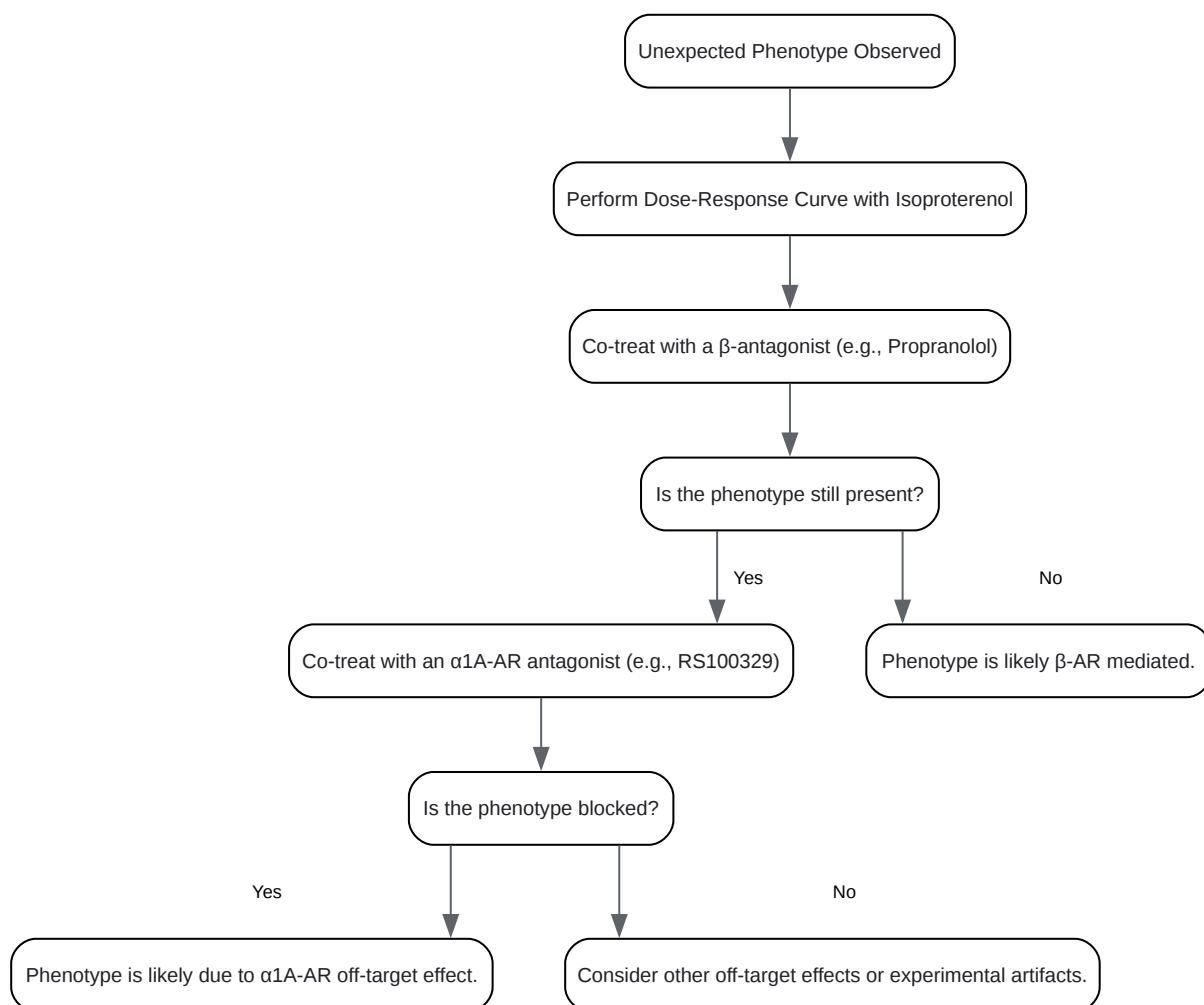 Unexpected Phenotype Observed
Perform Dose-Response Curve with Isoproterenol
Co-treat with a β-antagonist (e.g., Propranolol)
Is the phenotype still present?
Yes
No
Co-treat with an α1A-AR antagonist (e.g., RS100329)
Phenotype is likely β-AR mediated.
Is the phenotype blocked?
Yes
No
Phenotype is likely due to α1A-AR off-target effect.
Consider other off-target effects or experimental artifacts.